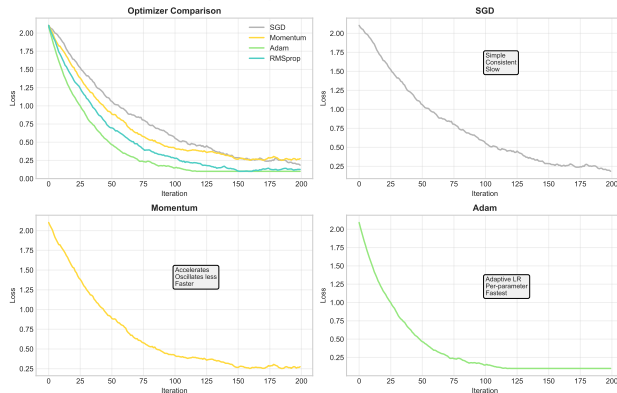 Optimizer Comparison
SGD
Momentum
Adam
RMSprop
2.00
1.75
1.50
1.25
1.00
0.75
0.50
0.25
0.00
Loss
0 25 50 75 100 125 150 175 200
Iteration
SGD
Simple
Consistent
Slow
2.00
1.75
1.50
1.25
1.00
0.75
0.50
0.25
Loss
0 25 50 75 100 125 150 175 200
Iteration
Momentum
Accelerates
Oscillates less
Faster
2.00
1.75
1.50
1.25
1.00
0.75
0.50
0.25
Loss
0 25 50 75 100 125 150 175 200
Iteration
Adam
Adaptive LR
Per-parameter
Fastest
2.00
1.75
1.50
1.25
1.00
0.75
0.50
0.25
Loss
0 25 50 75 100 125 150 175 200
Iteration